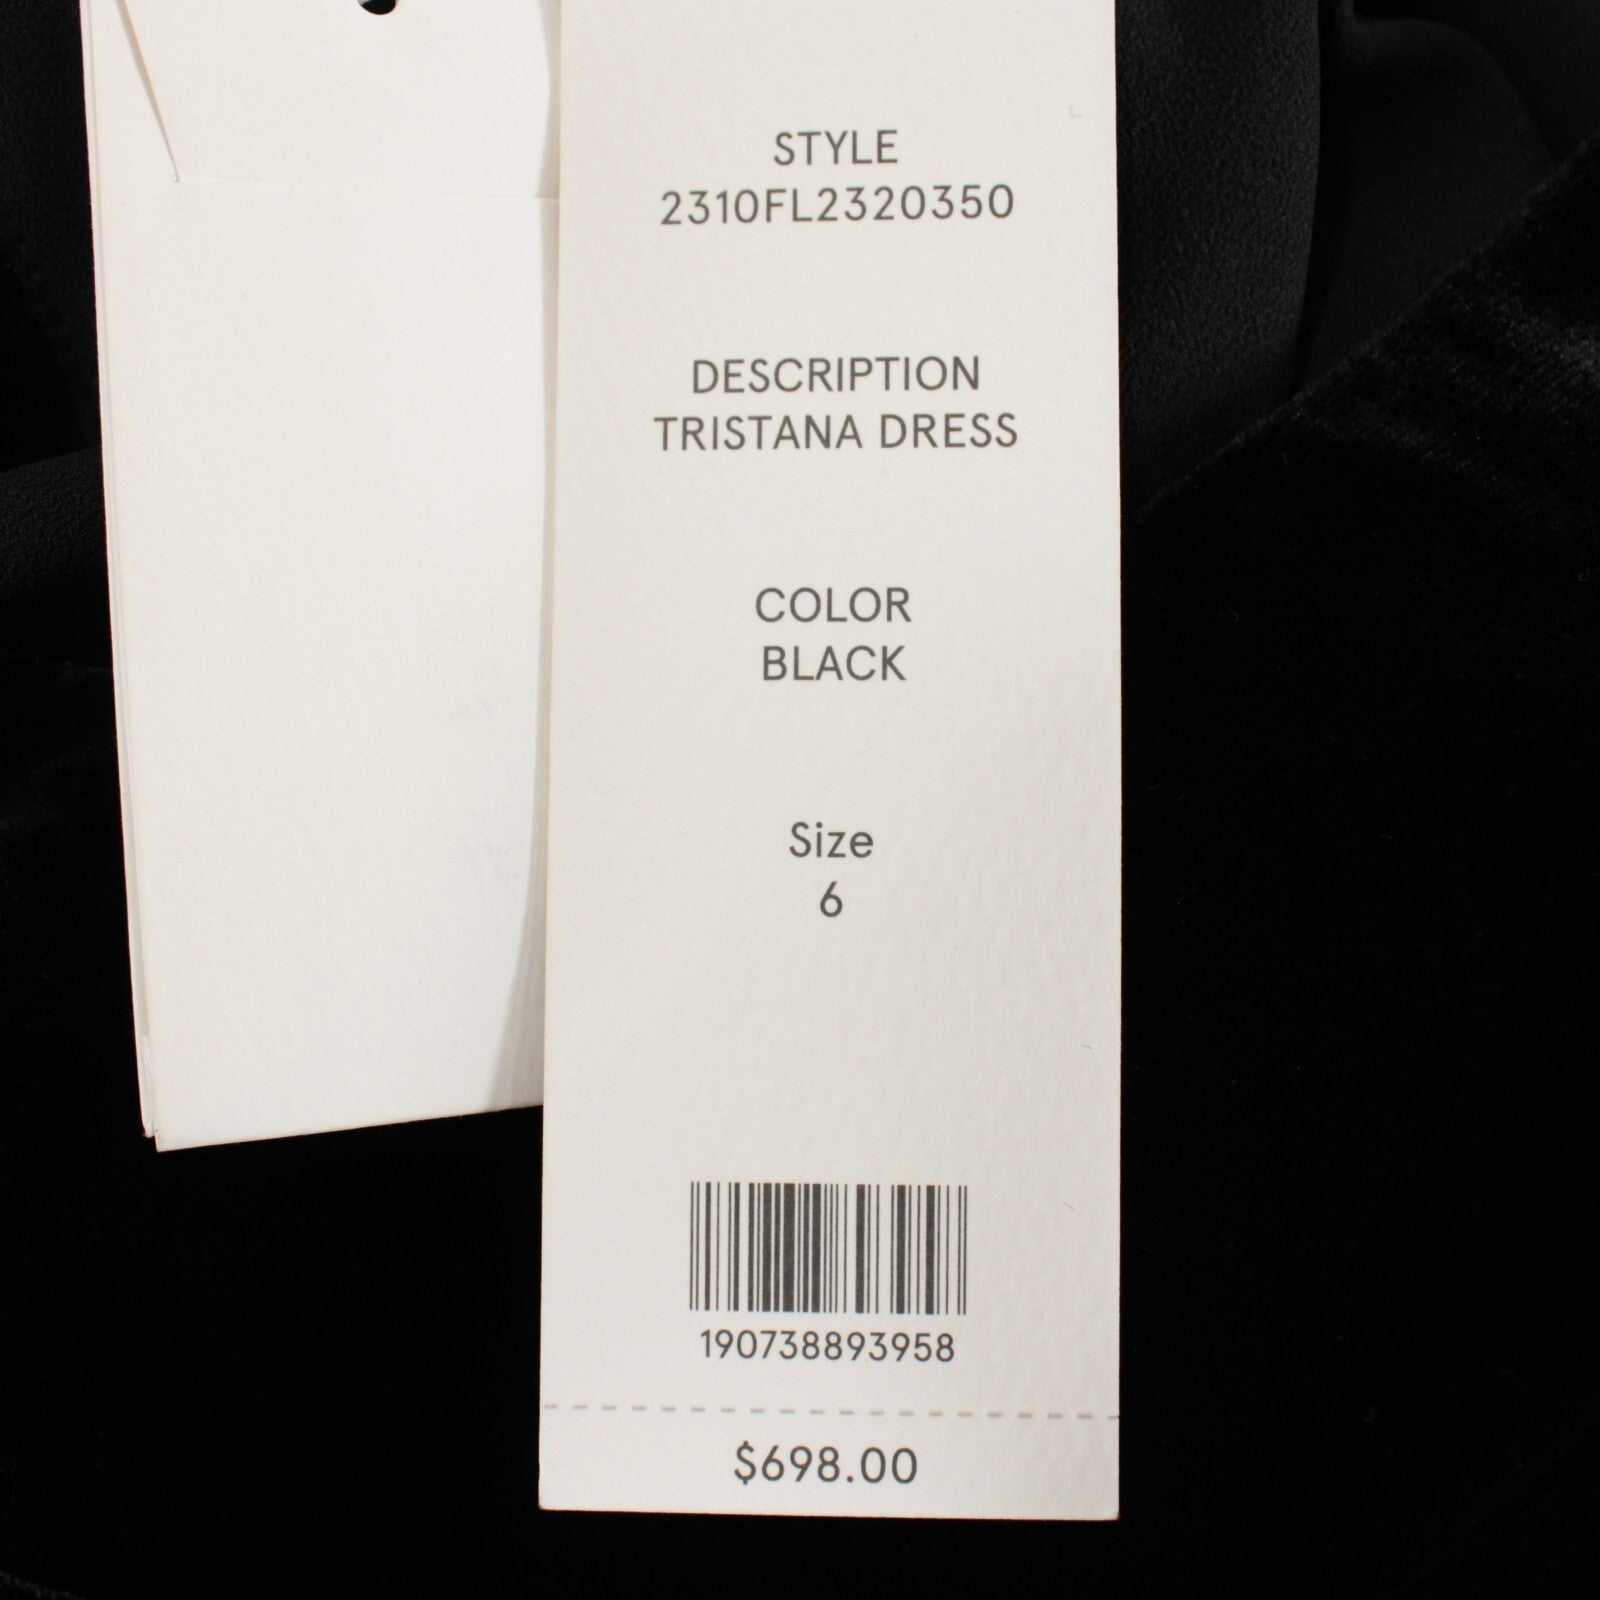 STYLE
2310FL2320350
DESCRIPTION
TRISTANA DRESS
COLOR
BLACK
Size
6
190738893958
$698.00